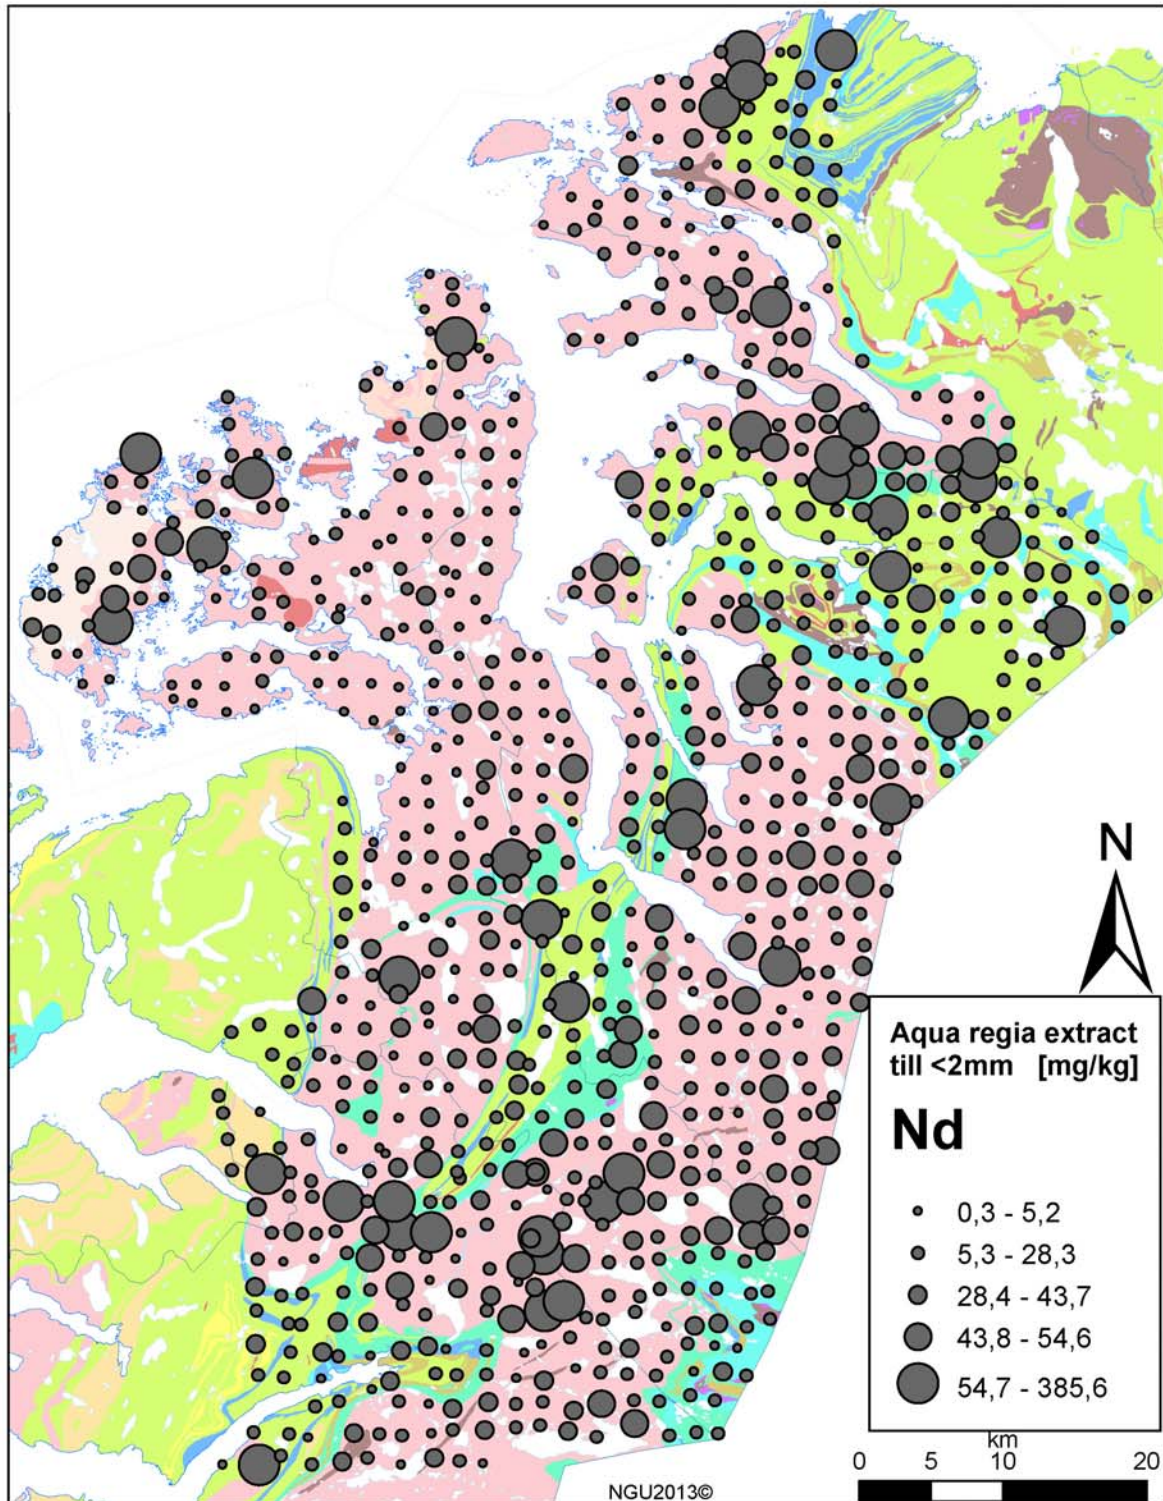 N
Aqua regia extract
till <2mm [mg/kg]
Nd
0,3 - 5,2
5,3 - 28,3
28,4 - 43,7
43,8 - 54,6
54,7 - 385,6
km
0 5 10 20
NGU2013©